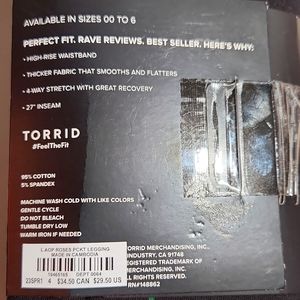 AVAILABLE IN SIZES 00 TO 6
PERFECT FIT. RAVE REVIEWS. BEST SELLER. HERE'S WHY:
• HIGH-RISE WAISTBAND
• THICKER FABRIC THAT SMOOTHS AND FLATTERS
• 4-WAY STRETCH WITH GREAT RECOVERY
• 27" INSEAM
TORRID
#FeelTheFit
95% COTTON
5% SPANDEX
MACHINE WASH COLD WITH LIKE COLORS
GENTLE CYCLE
DO NOT BLEACH
TUMBLE DRY LOW
WARM IRON IF NEEDED
TORRID MERCHANDISING, INC.,
INDUSTRY, CA 91748
REGISTERED TRADEMARK OF
MERCHANDISING, INC.
RN#148862
LAOP ROSES PCKT LEGGING
MADE IN CAMBODIA
DEPT 0064
23SPR1 4 $34.50 CAN $29.50 US